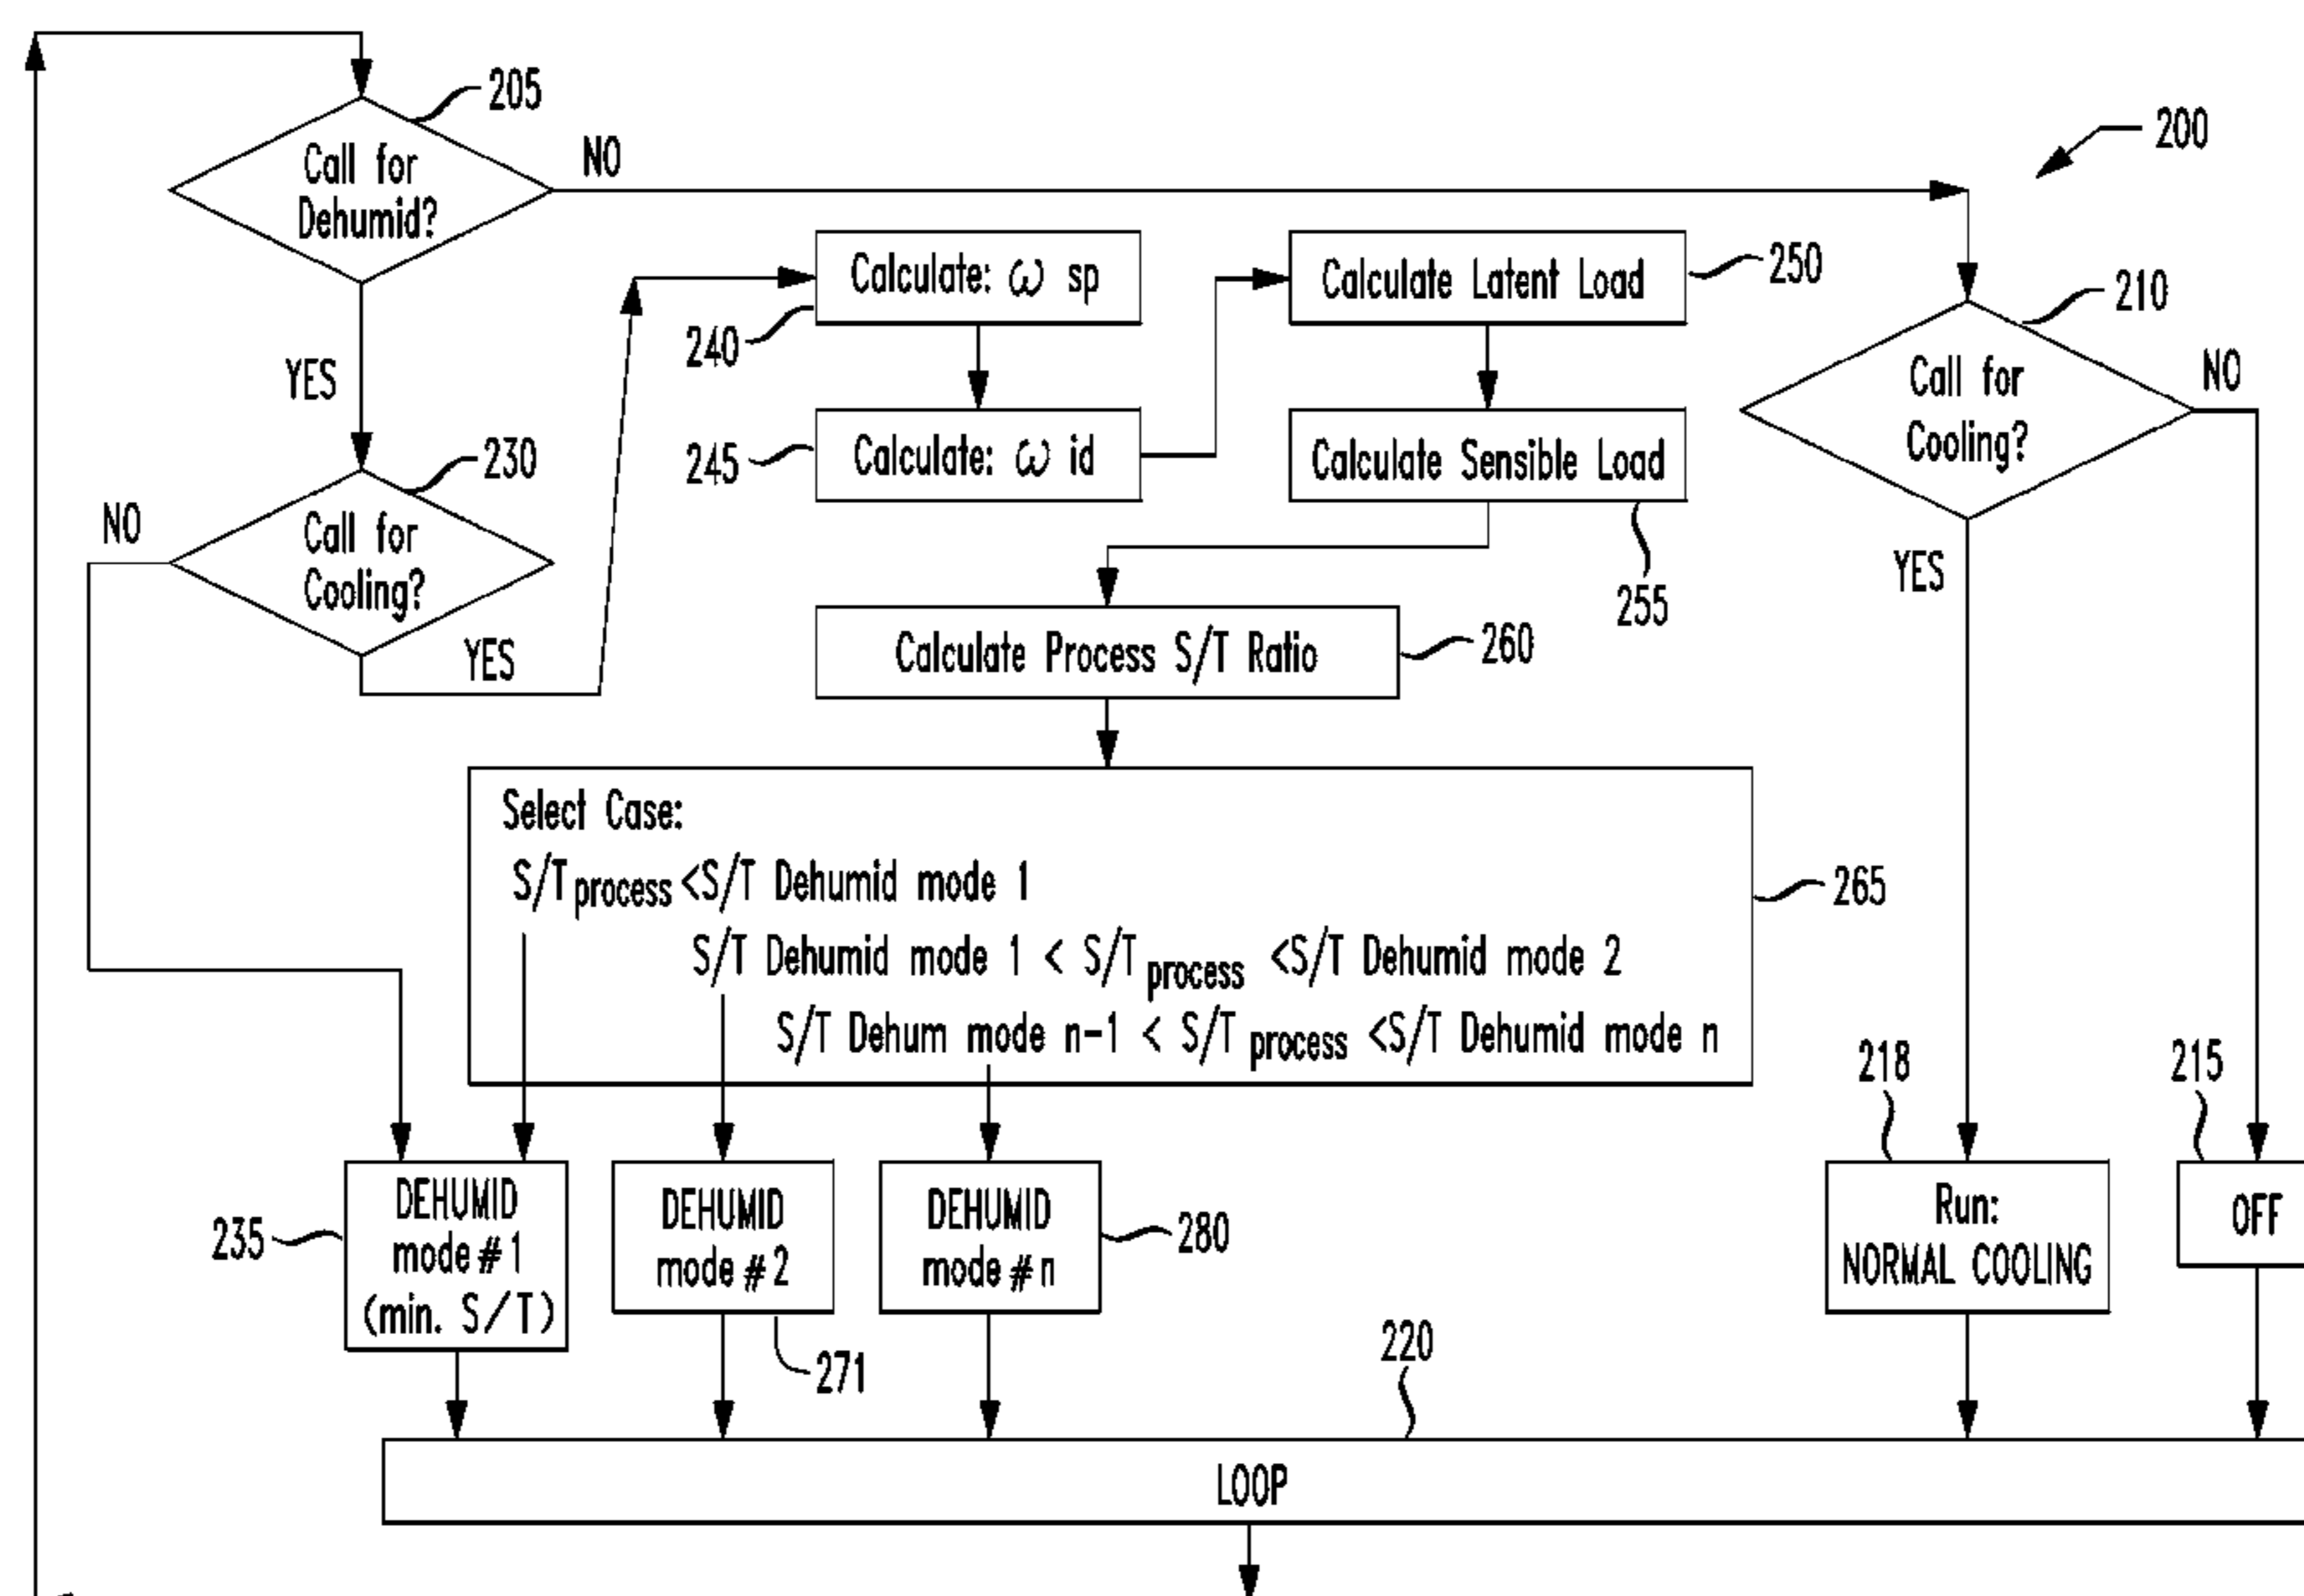 205
Call for
Dehumid?
NO
200
YES
Calculate: ω sp
240
Calculate Latent Load
250
210
Call for
Cooling?
NO
YES
245
Calculate: ω id
Calculate Sensible Load
255
230
Call for
Cooling?
NO
YES
Calculate Process S/T Ratio
260
Select Case:
S/Tprocess <S/T Dehumid mode 1
S/T Dehumid mode 1 < S/Tprocess <S/T Dehumid mode 2
S/T Dehum mode n-1 < S/Tprocess <S/T Dehumid mode n
265
218
215
235
DEHUMID
mode # 1
(min. S/T)
DEHUMID
mode # 2
271
DEHUMID
mode # n
280
Run:
NORMAL COOLING
OFF
220
LOOP